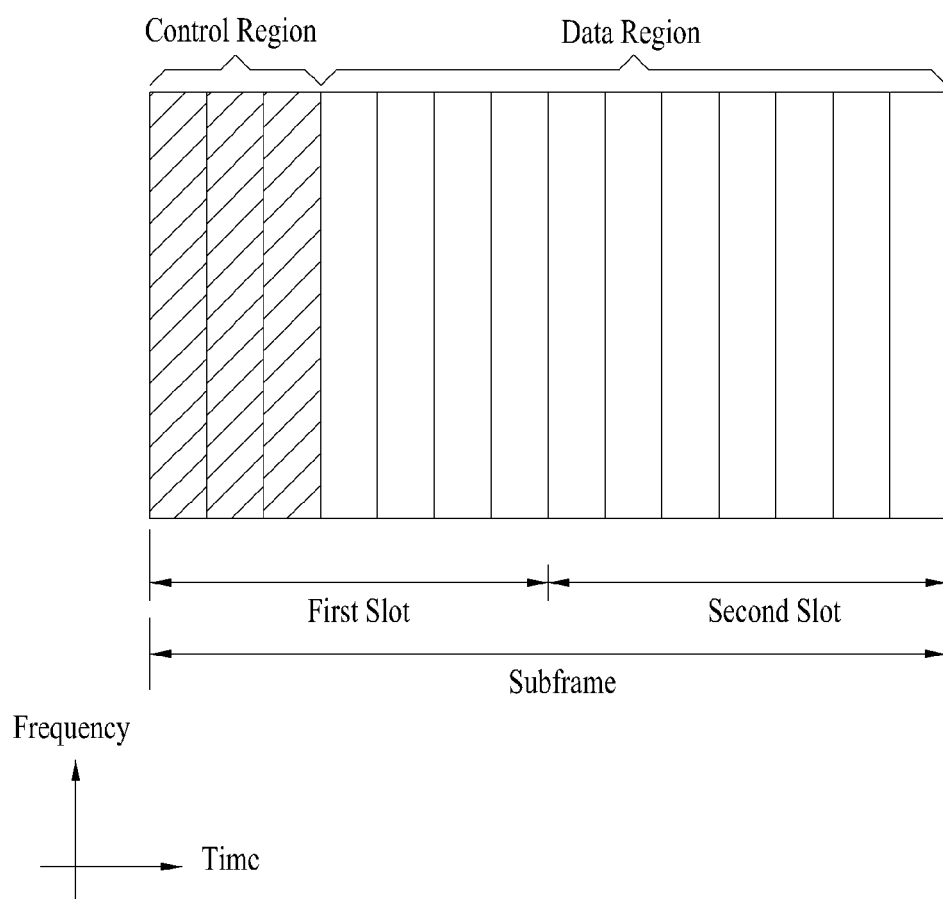 Control Region
Data Region
First Slot
Second Slot
Subframe
Frequency
Time